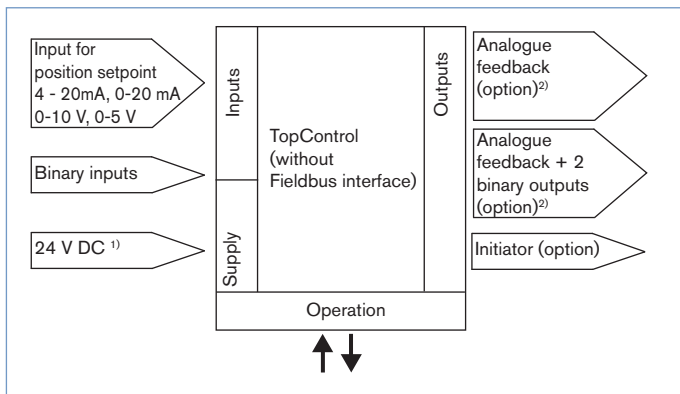 Input for
position setpoint
4 - 20mA, 0-20 mA
0-10 V, 0-5 V
Binary inputs
24 V DC 1)
Inputs
Supply
TopControl
(without
Fieldbus interface)
Outputs
Operation
Analogue
feedback
(option)2)
Analogue
feedback + 2
binary outputs
(option)2)
Initiator (option)